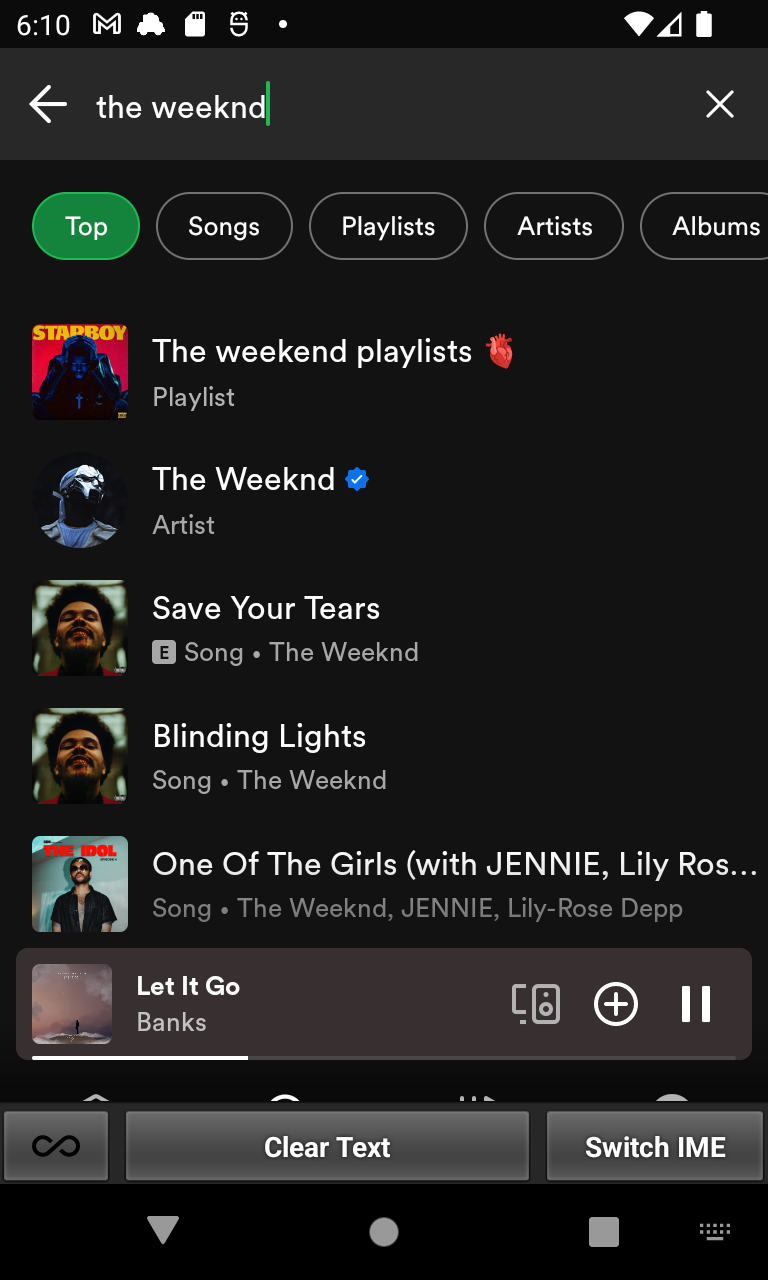 6:10
the weeknd
Top
Songs
Playlists
Artists
Albums
STARBOY
The weekend playlists 🫀
Playlist
The Weeknd
Artist
Save Your Tears
E Song • The Weeknd
Blinding Lights
Song • The Weeknd
THE IDOL
One Of The Girls (with JENNIE, Lily Ros...
Song • The Weeknd, JENNIE, Lily-Rose Depp
Let It Go
Banks
Clear Text
Switch IME